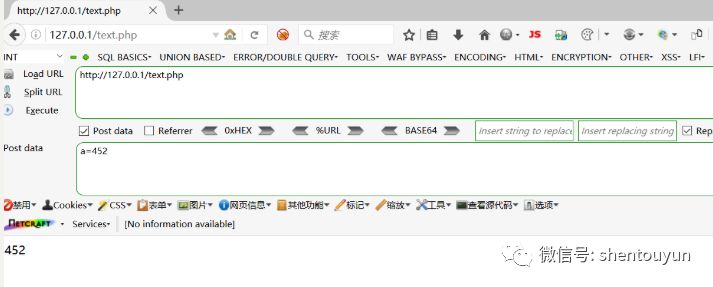 http://127.0.0.1/text.php
127.0.0.1/text.php
搜索
INT SQL BASICS UNION BASED ERROR/DOUBLE QUERY TOOLS WAF BYPASS ENCODING HTML ENCRYPTION OTHER XSS LFI
Load URL
http://127.0.0.1/text.php
Split URL
Execute
Post data Referrer 0xHEX %URL BASE64 Insert string to replace Insert replacing string Rep
Post data
a=452
禁用 Cookies CSS 表单 图片 网页信息 其他功能 标记 缩放 工具 查看源代码 选项
NETCRAFT Services [No information available]
452
微信号: shentouyun